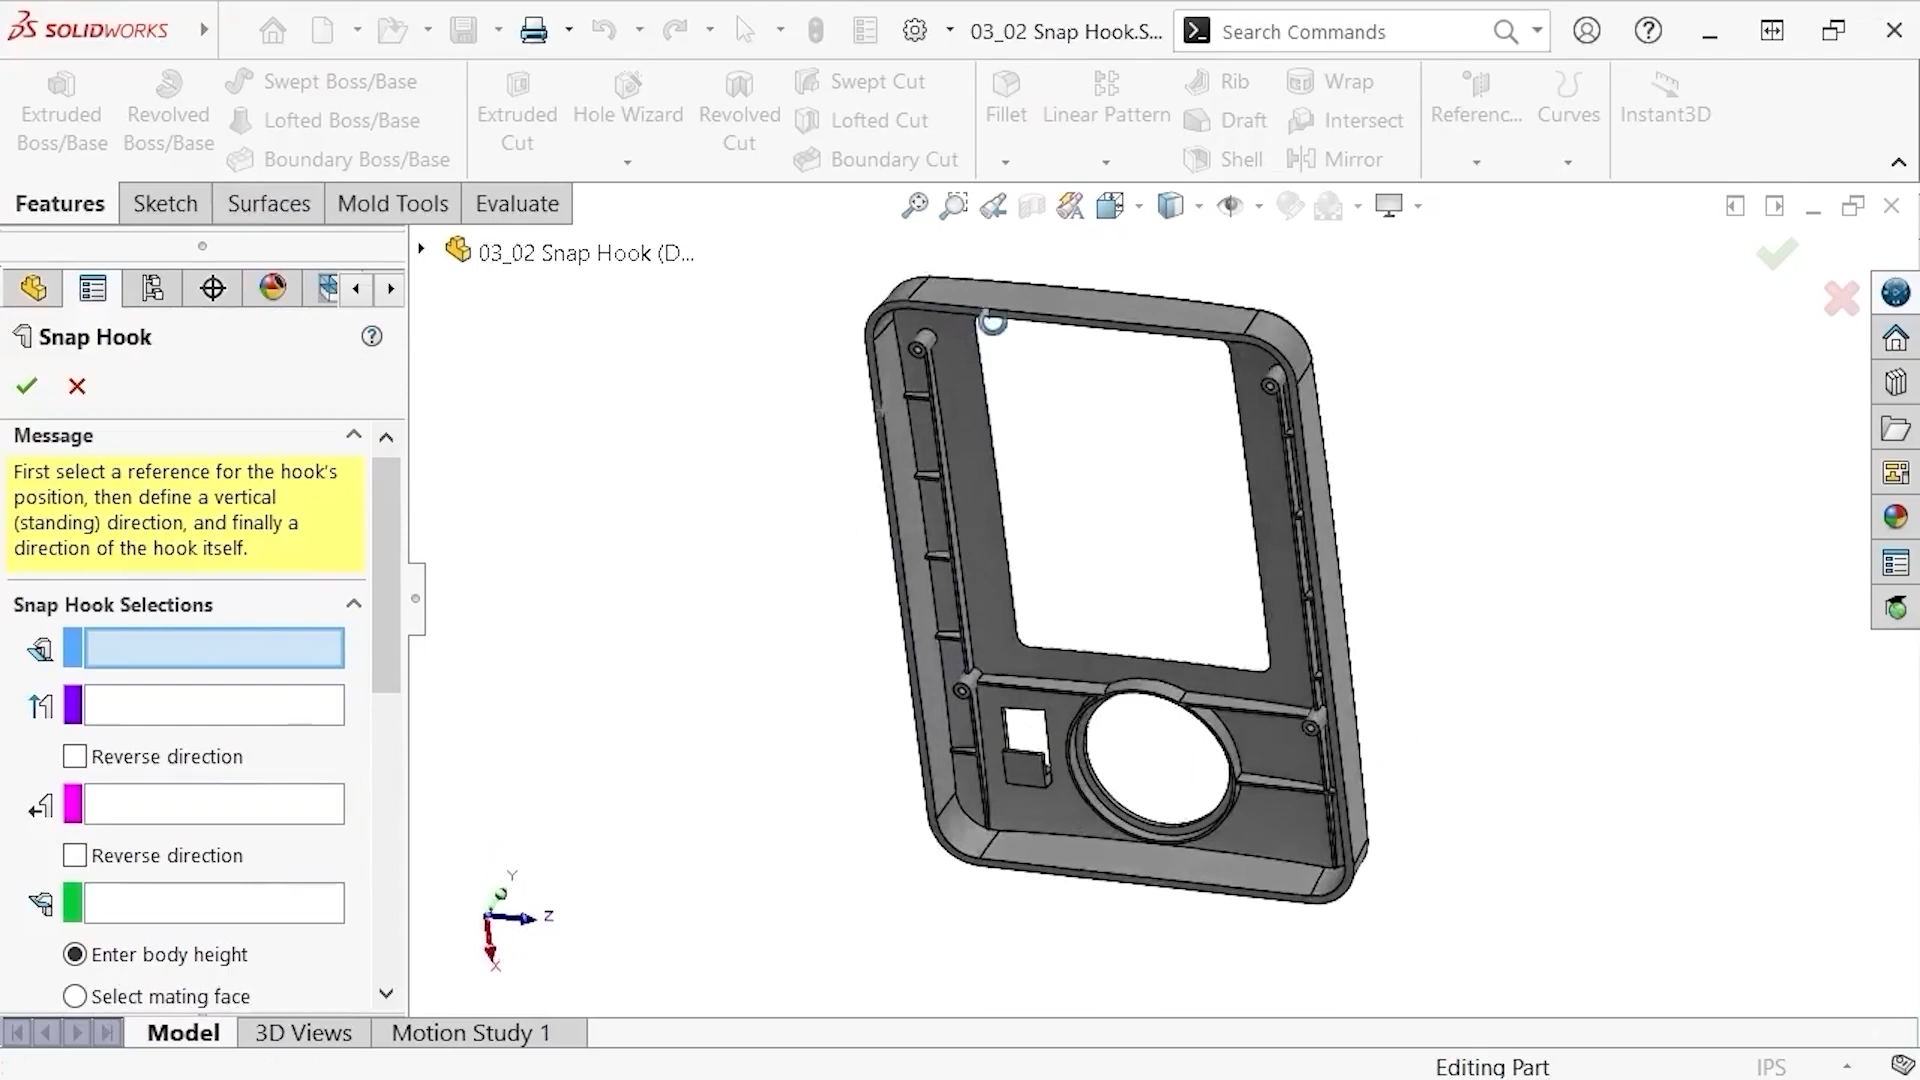 SOLIDWORKS
03_02 Snap Hook.S...
Search Commands
Extruded
Boss/Base
Revolved
Boss/Base
Swept Boss/Base
Lofted Boss/Base
Boundary Boss/Base
Extruded
Cut
Hole Wizard
Revolved
Cut
Swept Cut
Lofted Cut
Boundary Cut
Fillet
Linear Pattern
Rib
Draft
Shell
Wrap
Intersect
Mirror
Referenc...
Curves
Instant3D
Features
Sketch
Surfaces
Mold Tools
Evaluate
03_02 Snap Hook (D...
Snap Hook
Message
First select a reference for the hook's
position, then define a vertical
(standing) direction, and finally a
direction of the hook itself.
Snap Hook Selections
Reverse direction
Reverse direction
Enter body height
Select mating face
Y
Z
X
Model
3D Views
Motion Study 1
Editing Part
IPS